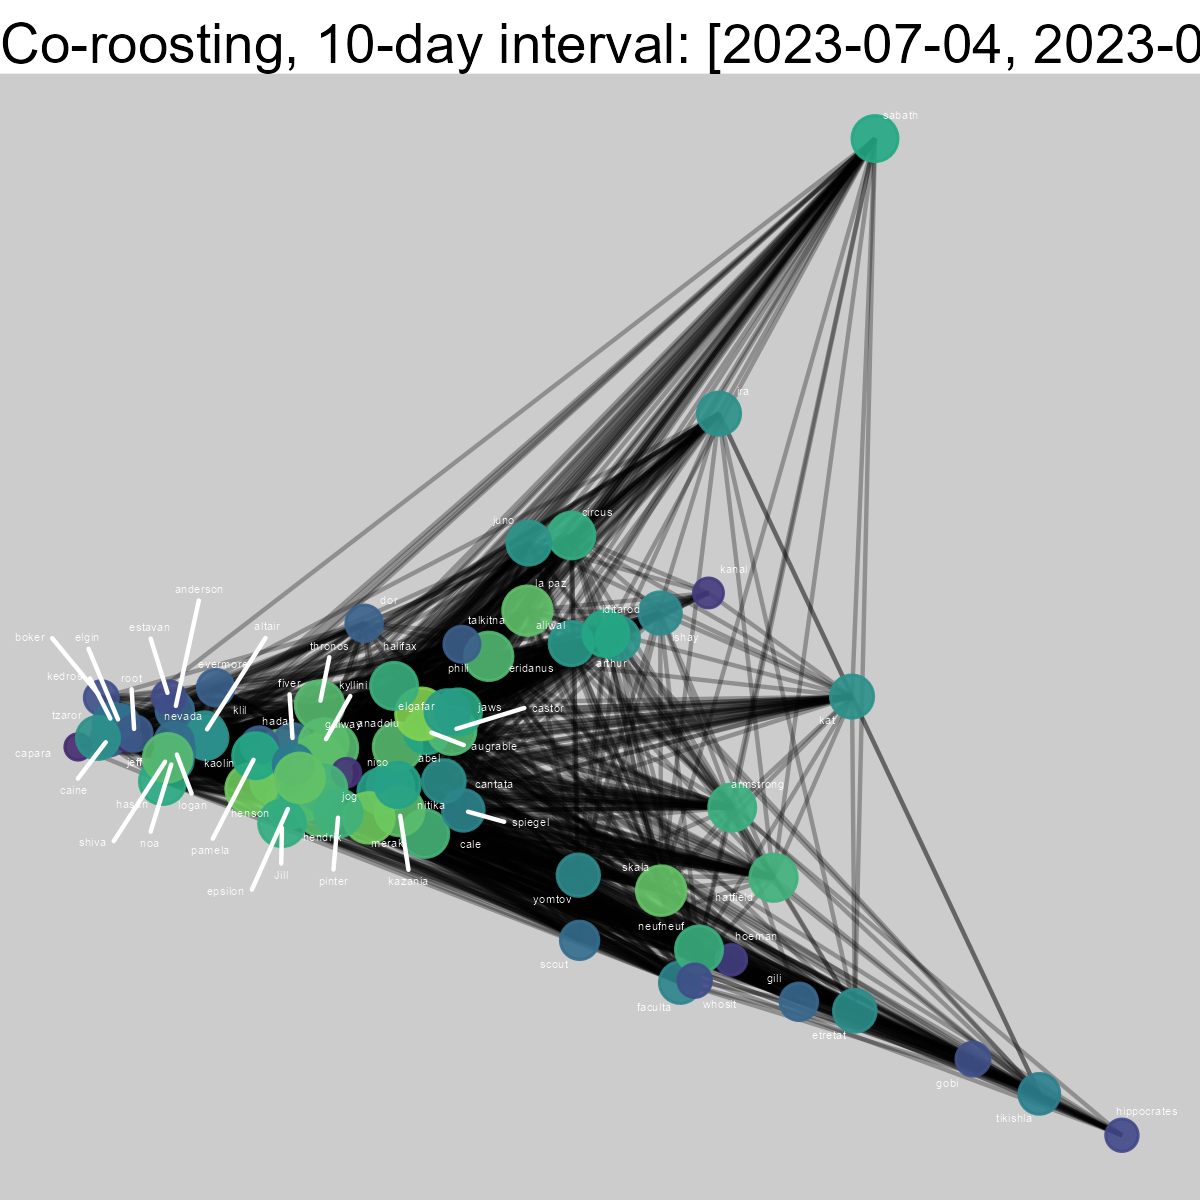 Co-roosting, 10-day interval: [2023-07-04, 2023-0
sabath
ira
circus
juno
kanai
la paz
iditarod
dor
talkitna
aliwal
ishay
anderson
boker
elgin
estavan
altair
thronos
halifax
phill
eridanus
arthur
kedros
root
evermore
fiver
kyllini
tzaror
nevada
klil
hadar
galway
anadolu
elgafar
jaws
castor
kat
capara
jeff
kaolin
nico
abel
augrable
caine
hasan
logan
henson
jog
nitika
cantata
armstrong
shiva
noa
pamela
hendrix
merak
cale
spiegel
epsilon
Jill
pinter
kazania
skala
hatfield
yomtov
neufneuf
hoeman
scout
gili
faculta
whosit
etretat
gobi
hippocrates
tikishla